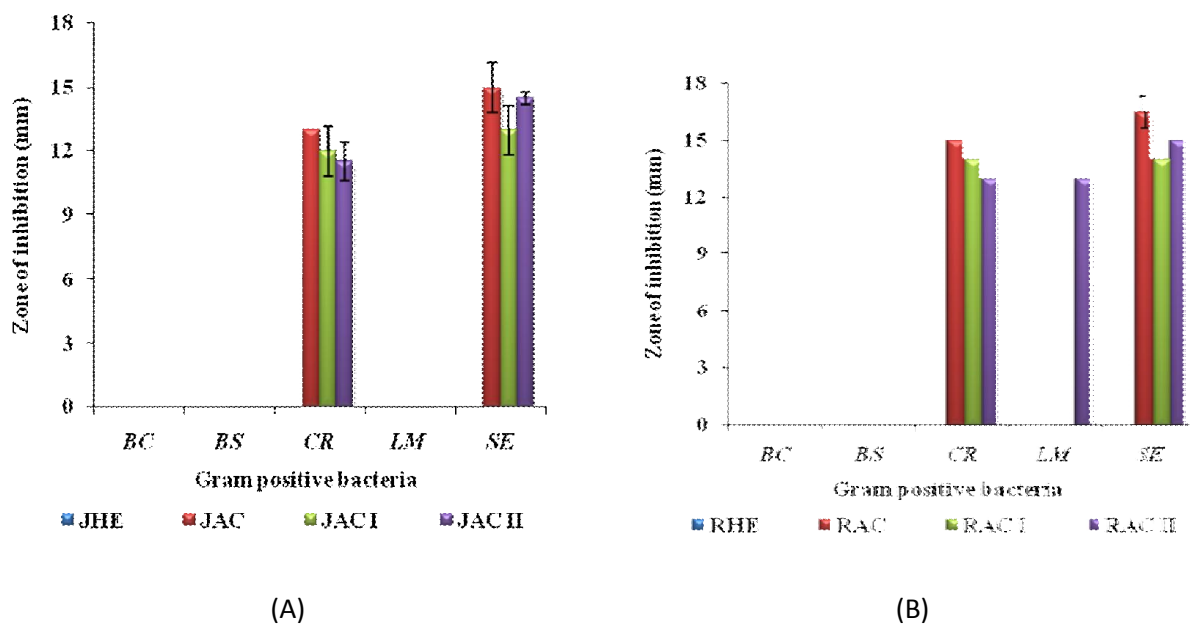 18
15
12
9
6
3
0
Zone of inhibition (mm)
BC BS CR LM SE
Gram positive bacteria
JHE JAC JAC I JAC II
(A)
18
15
12
9
6
3
0
Zone of inhibition (mm)
BC BS CR LM SE
Gram positive bacteria
RHE RAC RAC I RAC II
(B)